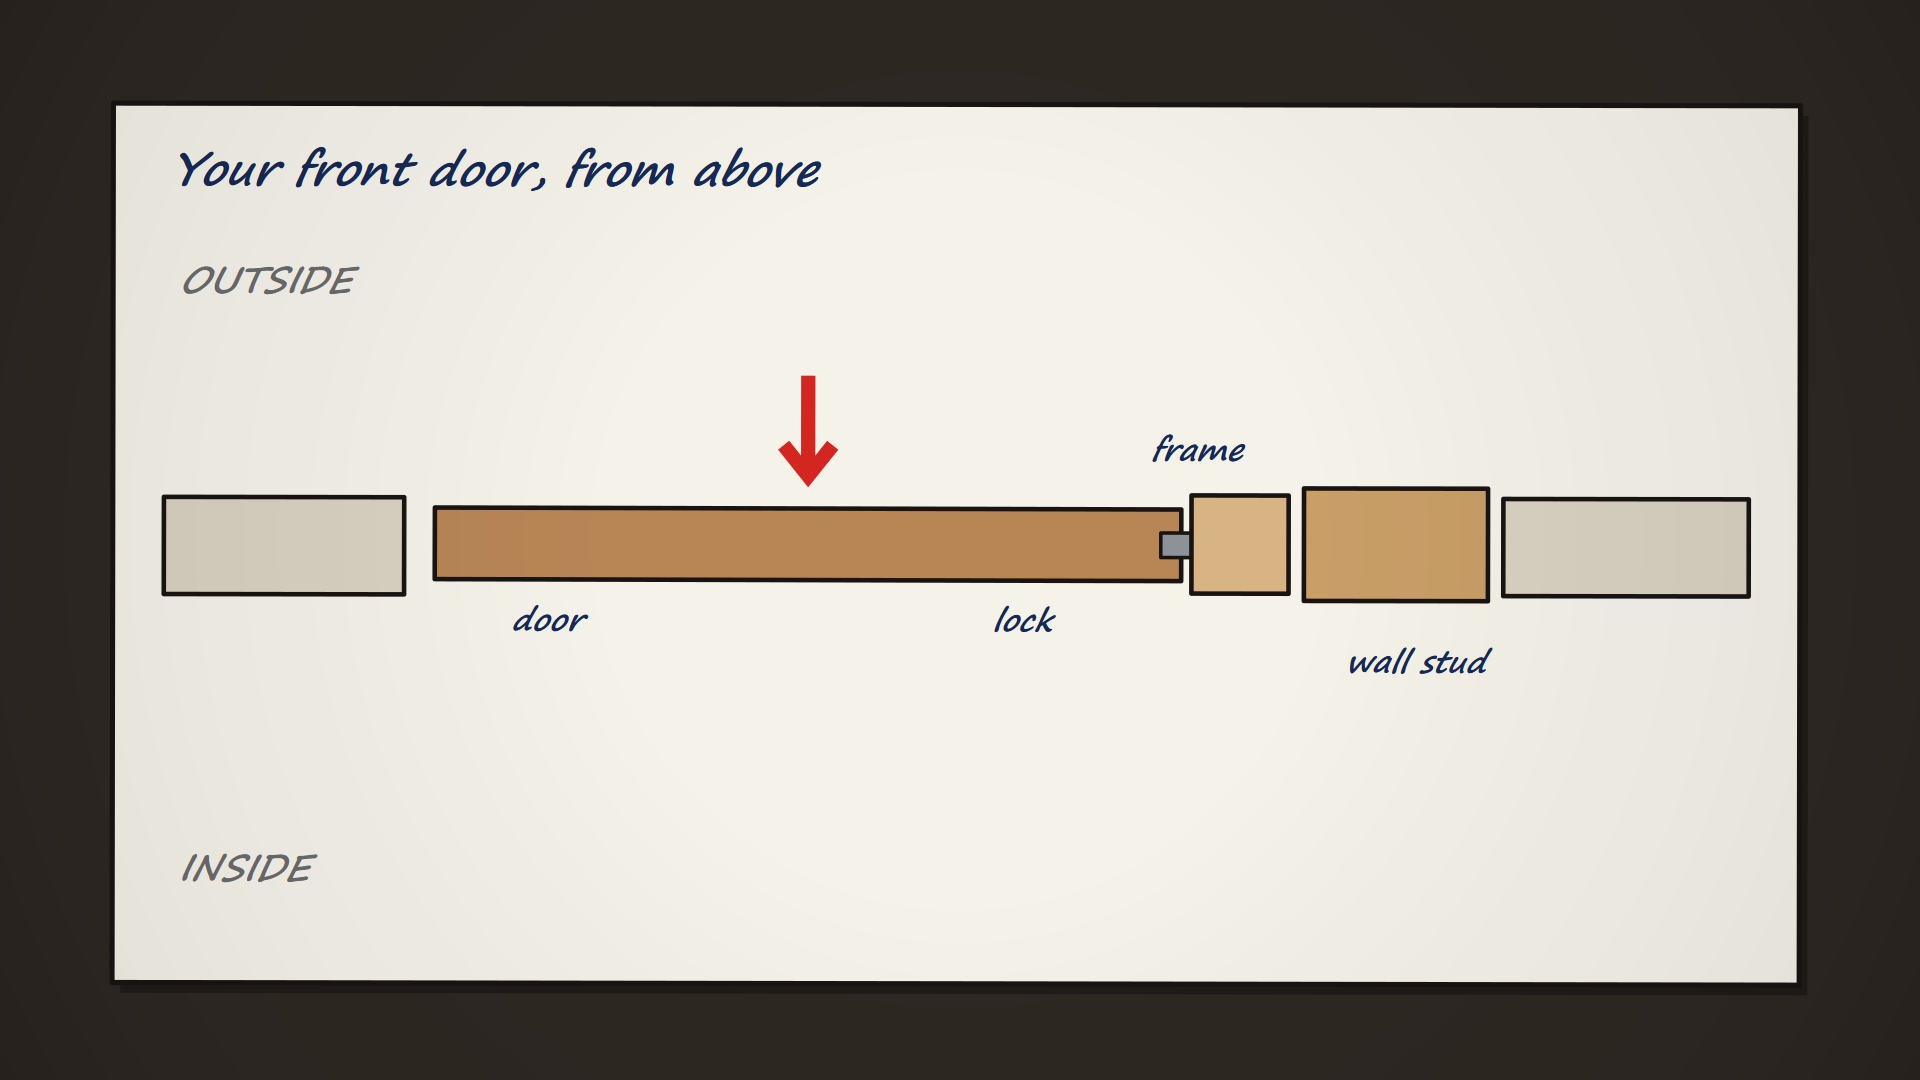 Your front door, from above
OUTSIDE
frame
door
lock
wall stud
INSIDE